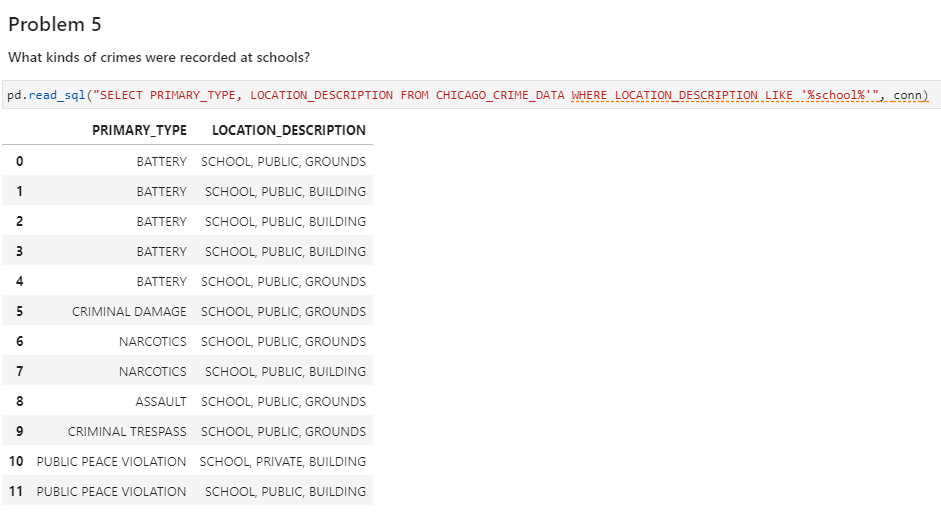 Problem 5
What kinds of crimes were recorded at schools?
pd.read_sql("SELECT PRIMARY_TYPE, LOCATION_DESCRIPTION FROM CHICAGO_CRIME_DATA WHERE LOCATION_DESCRIPTION LIKE '%school%'", conn)
PRIMARY_TYPE LOCATION_DESCRIPTION
0 BATTERY SCHOOL, PUBLIC, GROUNDS
1 BATTERY SCHOOL, PUBLIC, BUILDING
2 BATTERY SCHOOL, PUBLIC, BUILDING
3 BATTERY SCHOOL, PUBLIC, BUILDING
4 BATTERY SCHOOL, PUBLIC, GROUNDS
5 CRIMINAL DAMAGE SCHOOL, PUBLIC, GROUNDS
6 NARCOTICS SCHOOL, PUBLIC, GROUNDS
7 NARCOTICS SCHOOL, PUBLIC, BUILDING
8 ASSAULT SCHOOL, PUBLIC, GROUNDS
9 CRIMINAL TRESPASS SCHOOL, PUBLIC, GROUNDS
10 PUBLIC PEACE VIOLATION SCHOOL, PRIVATE, BUILDING
11 PUBLIC PEACE VIOLATION SCHOOL, PUBLIC, BUILDING